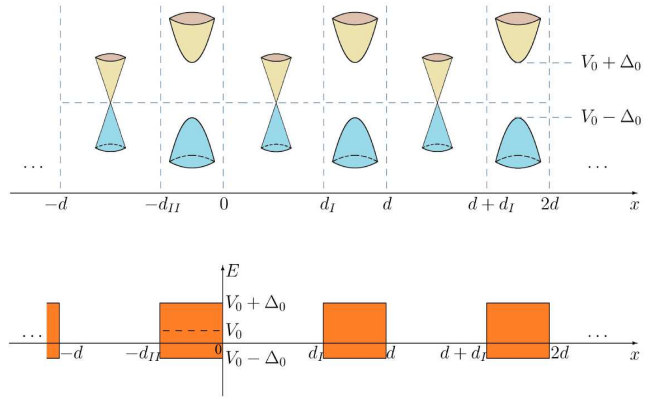 V₀ + Δ₀
V₀ − Δ₀
... ...
−d −d_{II} 0 d_I d d + d_I 2d x
E
V₀ + Δ₀
... V₀ ...
−d −d_{II} 0 d_I d d + d_I 2d x
V₀ − Δ₀